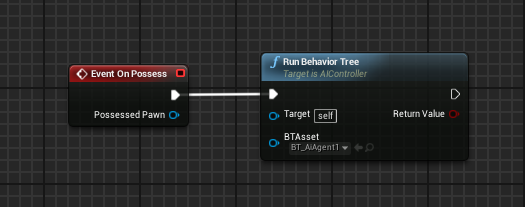 Event On Possess
Possessed Pawn
f Run Behavior Tree
Target is AIController
Target self
Return Value
BTAsset
BT_AiAgent1